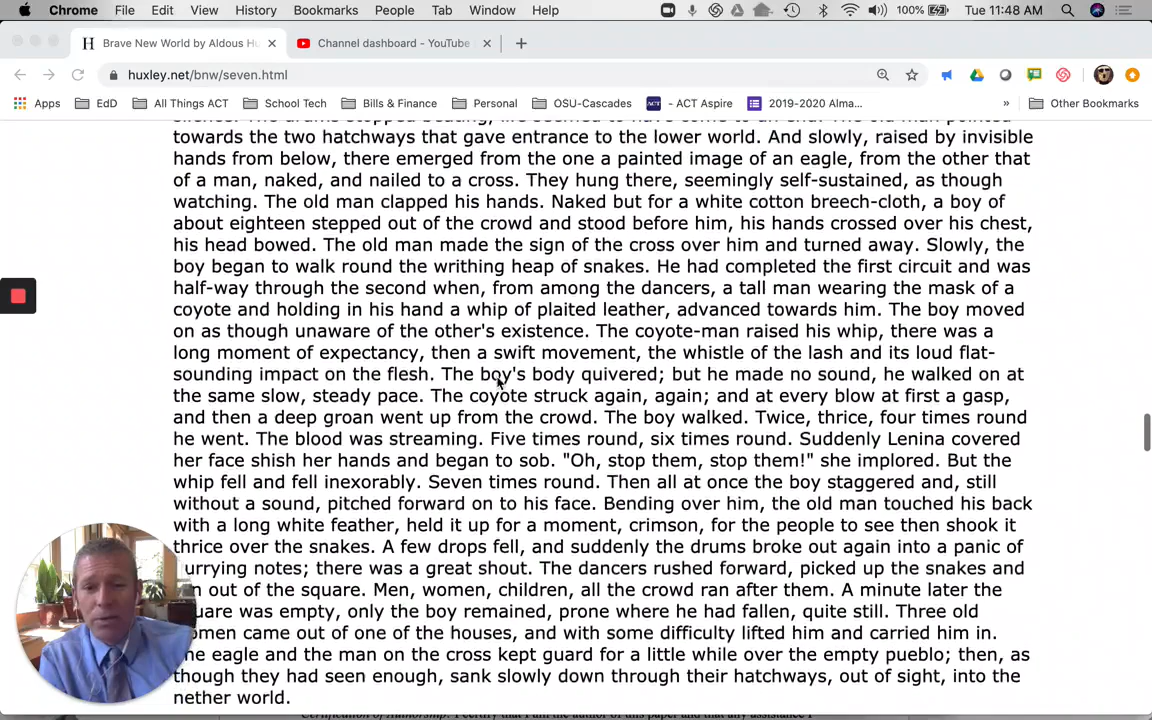 Chrome File Edit View History Bookmarks People Tab Window Help 100% Tue 11:48 AM
H Brave New World by Aldous Hu × Channel dashboard - YouTube × +
huxley.net/bnw/seven.html
Apps EdD All Things ACT School Tech Bills & Finance Personal OSU-Cascades ACT - ACT Aspire 2019-2020 Alma... » Other Bookmarks
towards the two hatchways that gave entrance to the lower world. And slowly, raised by invisible
hands from below, there emerged from the one a painted image of an eagle, from the other that
of a man, naked, and nailed to a cross. They hung there, seemingly self-sustained, as though
watching. The old man clapped his hands. Naked but for a white cotton breech-cloth, a boy of
about eighteen stepped out of the crowd and stood before him, his hands crossed over his chest,
his head bowed. The old man made the sign of the cross over him and turned away. Slowly, the
boy began to walk round the writhing heap of snakes. He had completed the first circuit and was
half-way through the second when, from among the dancers, a tall man wearing the mask of a
coyote and holding in his hand a whip of plaited leather, advanced towards him. The boy moved
on as though unaware of the other's existence. The coyote-man raised his whip, there was a
long moment of expectancy, then a swift movement, the whistle of the lash and its loud flat-
sounding impact on the flesh. The boy's body quivered; but he made no sound, he walked on at
the same slow, steady pace. The coyote struck again, again; and at every blow at first a gasp,
and then a deep groan went up from the crowd. The boy walked. Twice, thrice, four times round
he went. The blood was streaming. Five times round, six times round. Suddenly Lenina covered
her face shish her hands and began to sob. "Oh, stop them, stop them!" she implored. But the
whip fell and fell inexorably. Seven times round. Then all at once the boy staggered and, still
without a sound, pitched forward on to his face. Bending over him, the old man touched his back
with a long white feather, held it up for a moment, crimson, for the people to see then shook it
thrice over the snakes. A few drops fell, and suddenly the drums broke out again into a panic of
urrying notes; there was a great shout. The dancers rushed forward, picked up the snakes and
n out of the square. Men, women, children, all the crowd ran after them. A minute later the
uare was empty, only the boy remained, prone where he had fallen, quite still. Three old
omen came out of one of the houses, and with some difficulty lifted him and carried him in.
he eagle and the man on the cross kept guard for a little while over the empty pueblo; then, as
though they had seen enough, sank slowly down through their hatchways, out of sight, into the
nether world.